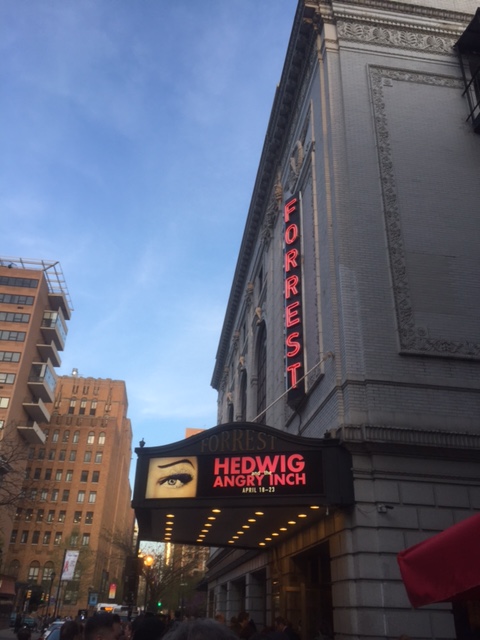 FORREST
FORREST
HEDWIG
AND THE
ANGRY INCH
APRIL 18-23